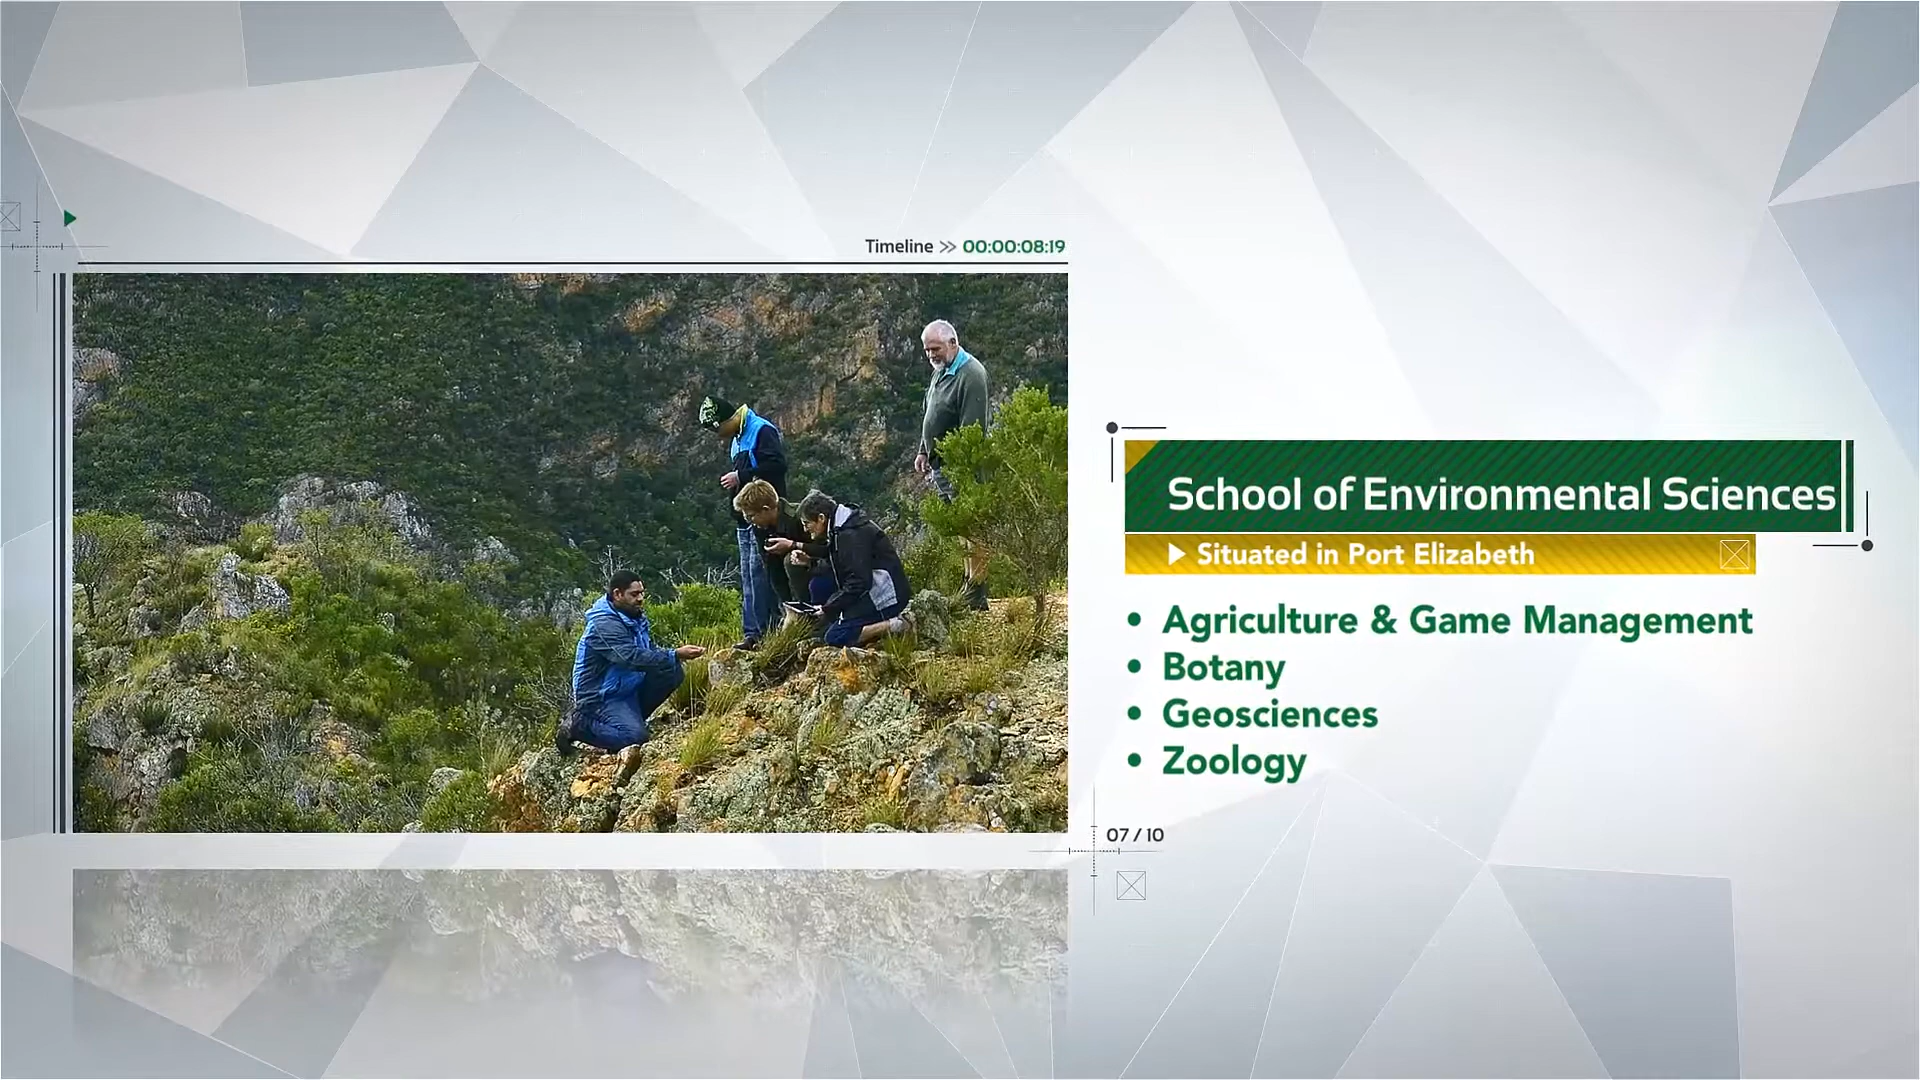 Timeline >> 00:00:08:19
School of Environmental Sciences
Situated in Port Elizabeth
• Agriculture & Game Management
• Botany
• Geosciences
• Zoology
07 / 10